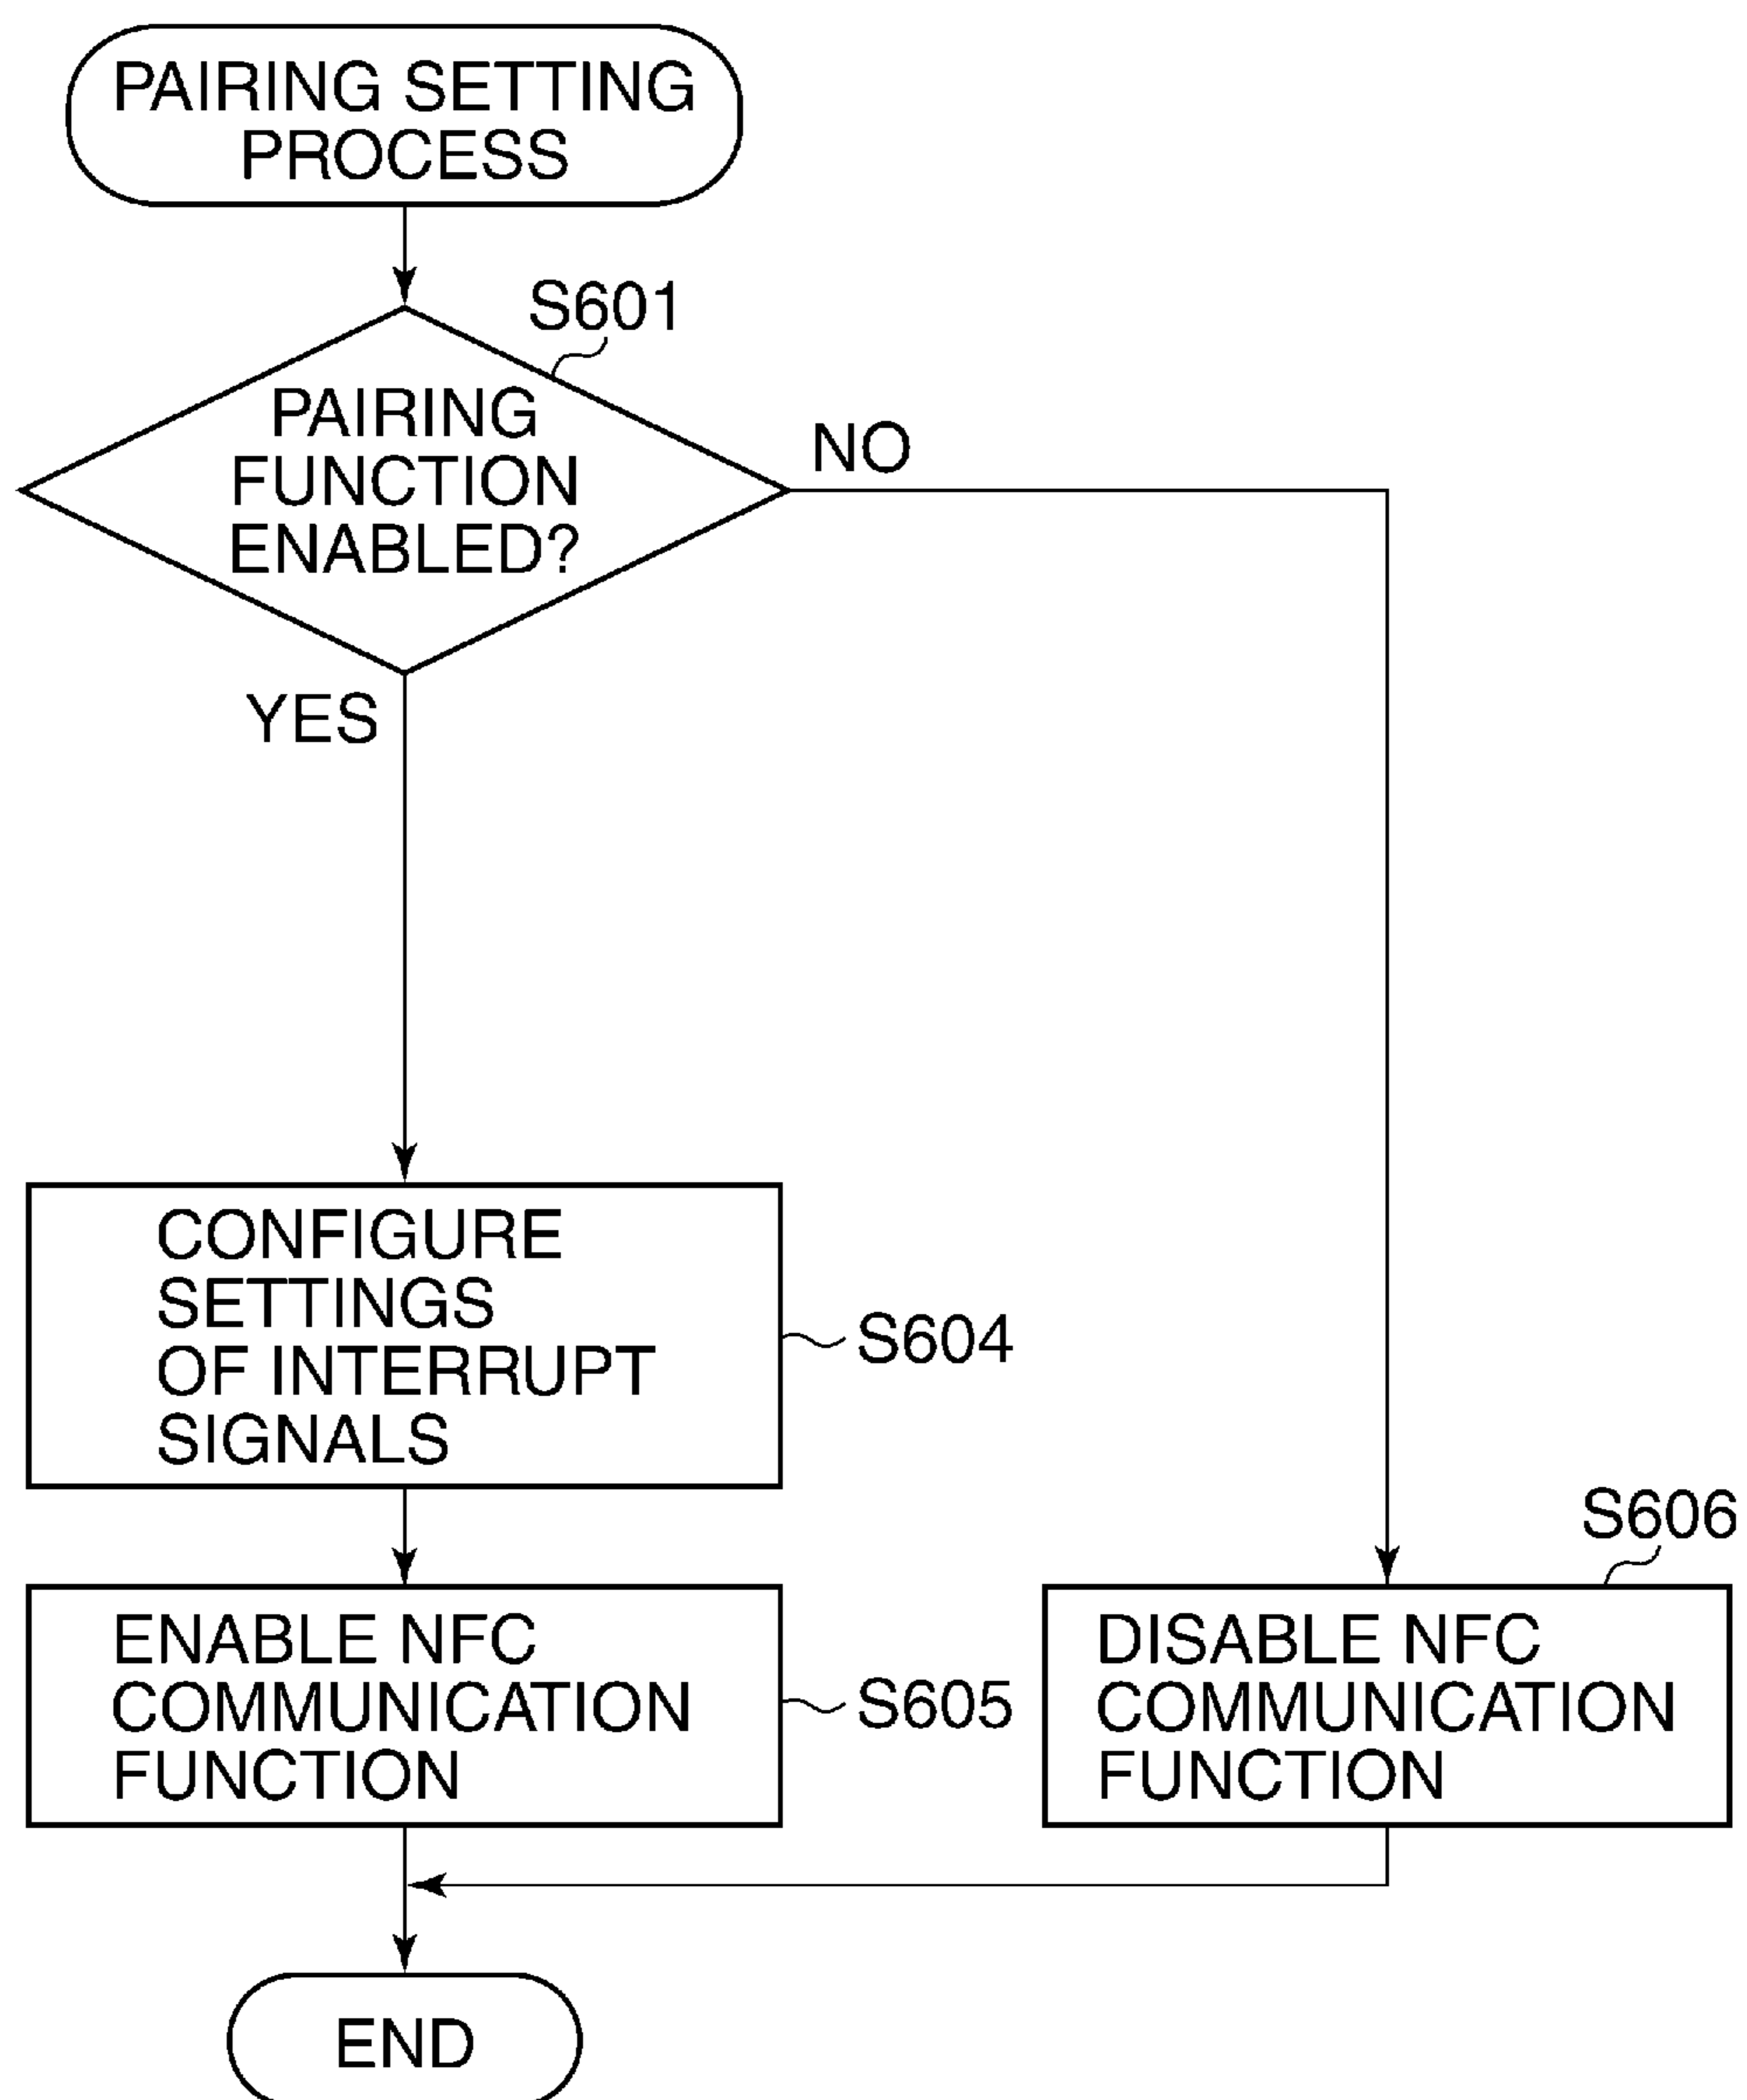 PAIRING SETTING
PROCESS
S601
PAIRING
FUNCTION
ENABLED?
NO
YES
CONFIGURE
SETTINGS
OF INTERRUPT
SIGNALS
S604
S606
ENABLE NFC
COMMUNICATION
FUNCTION
S605
DISABLE NFC
COMMUNICATION
FUNCTION
END